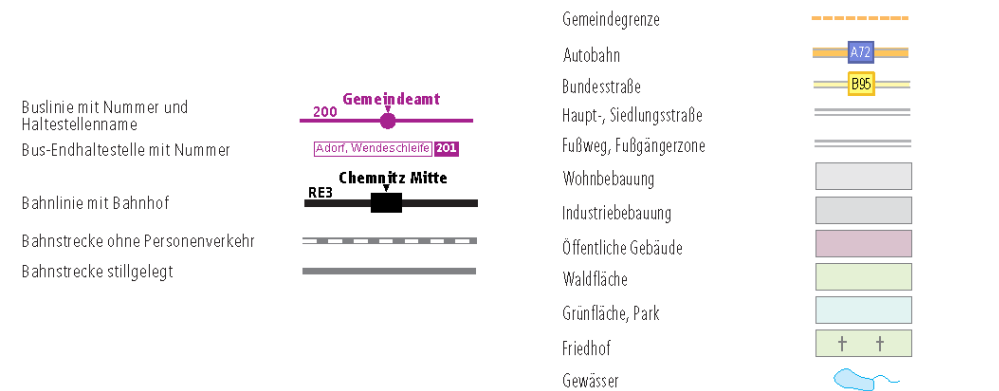 Buslinie mit Nummer und
Haltestellenname
Gemeindeamt
200
Bus-Endhaltestelle mit Nummer
Adorf, Wendeschleife 201
Chemnitz Mitte
Bahnlinie mit Bahnhof
RE3
Bahnstrecke ohne Personenverkehr
Bahnstrecke stillgelegt
Gemeindegrenze
Autobahn
A72
Bundesstraße
B95
Haupt-, Siedlungsstraße
Fußweg, Fußgängerzone
Wohnbebauung
Industriebebauung
Öffentliche Gebäude
Waldfläche
Grünfläche, Park
Friedhof
Gewässer